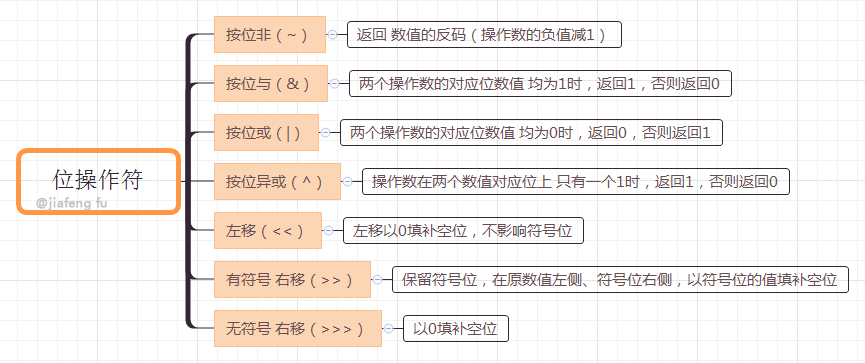 位操作符
@jiafeng fu
按位非（~）
返回 数值的反码（操作数的负值减1）
按位与（&）
两个操作数的对应位数值 均为1时，返回1，否则返回0
按位或（|）
两个操作数的对应位数值 均为0时，返回0，否则返回1
按位异或（^）
操作数在两个数值对应位上 只有一个1时，返回1，否则返回0
左移（<<）
左移以0填补空位，不影响符号位
有符号 右移（>>）
保留符号位，在原数值左侧、符号位右侧，以符号位的值填补空位
无符号 右移（>>>）
以0填补空位